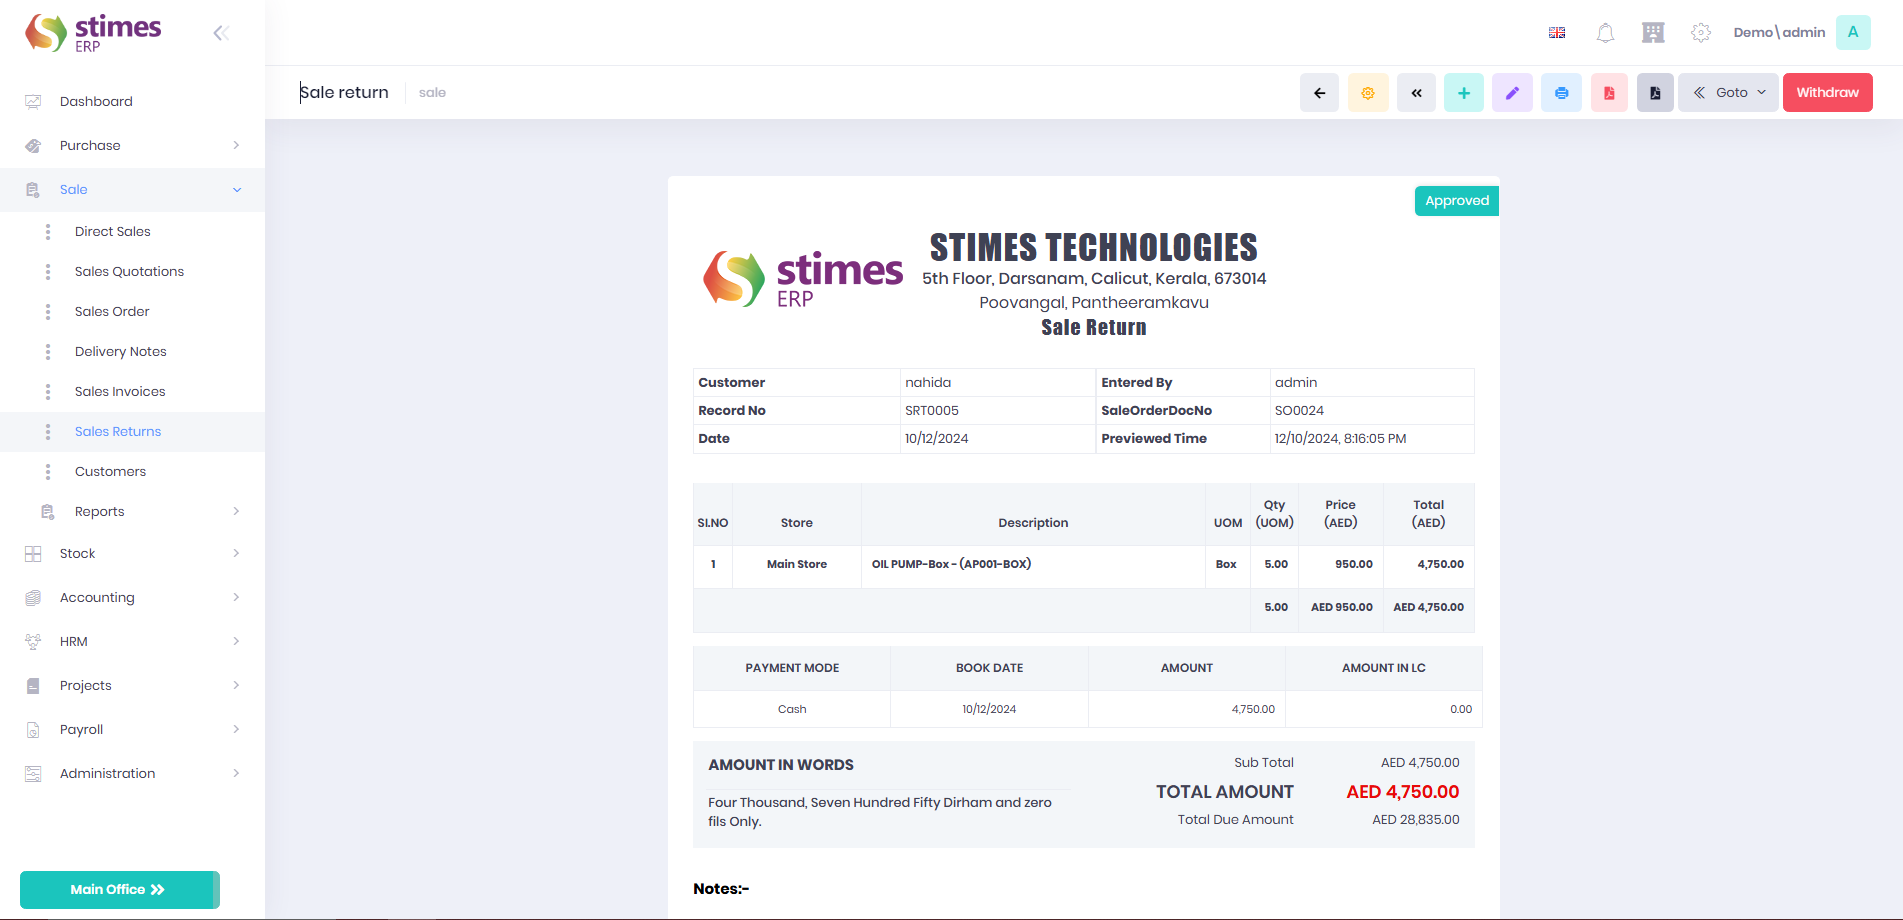 stimes
ERP
Demo\admin
A
Dashboard
Purchase
Sale
Direct Sales
Sales Quotations
Sales Order
Delivery Notes
Sales Invoices
Sales Returns
Customers
Reports
Stock
Accounting
HRM
Projects
Payroll
Administration
Main Office
Sale return
sale
Goto
Withdraw
Approved
stimes
ERP
STIMES TECHNOLOGIES
5th Floor, Darsanam, Calicut, Kerala, 673014
Poovangal, Pantheeramkavu
Sale Return
Customer nahida Entered By admin
Record No SRT0005 SaleOrderDocNo SO0024
Date 10/12/2024 Previewed Time 12/10/2024, 8:16:05 PM
SI.NO Store Description UOM Qty (UOM) Price (AED) Total (AED)
1 Main Store OIL PUMP-Box - (AP001-BOX) Box 5.00 950.00 4,750.00
5.00 AED 950.00 AED 4,750.00
PAYMENT MODE BOOK DATE AMOUNT AMOUNT IN LC
Cash 10/12/2024 4,750.00 0.00
AMOUNT IN WORDS
Four Thousand, Seven Hundred Fifty Dirham and zero
fils Only.
Sub Total AED 4,750.00
TOTAL AMOUNT AED 4,750.00
Total Due Amount AED 28,835.00
Notes:-